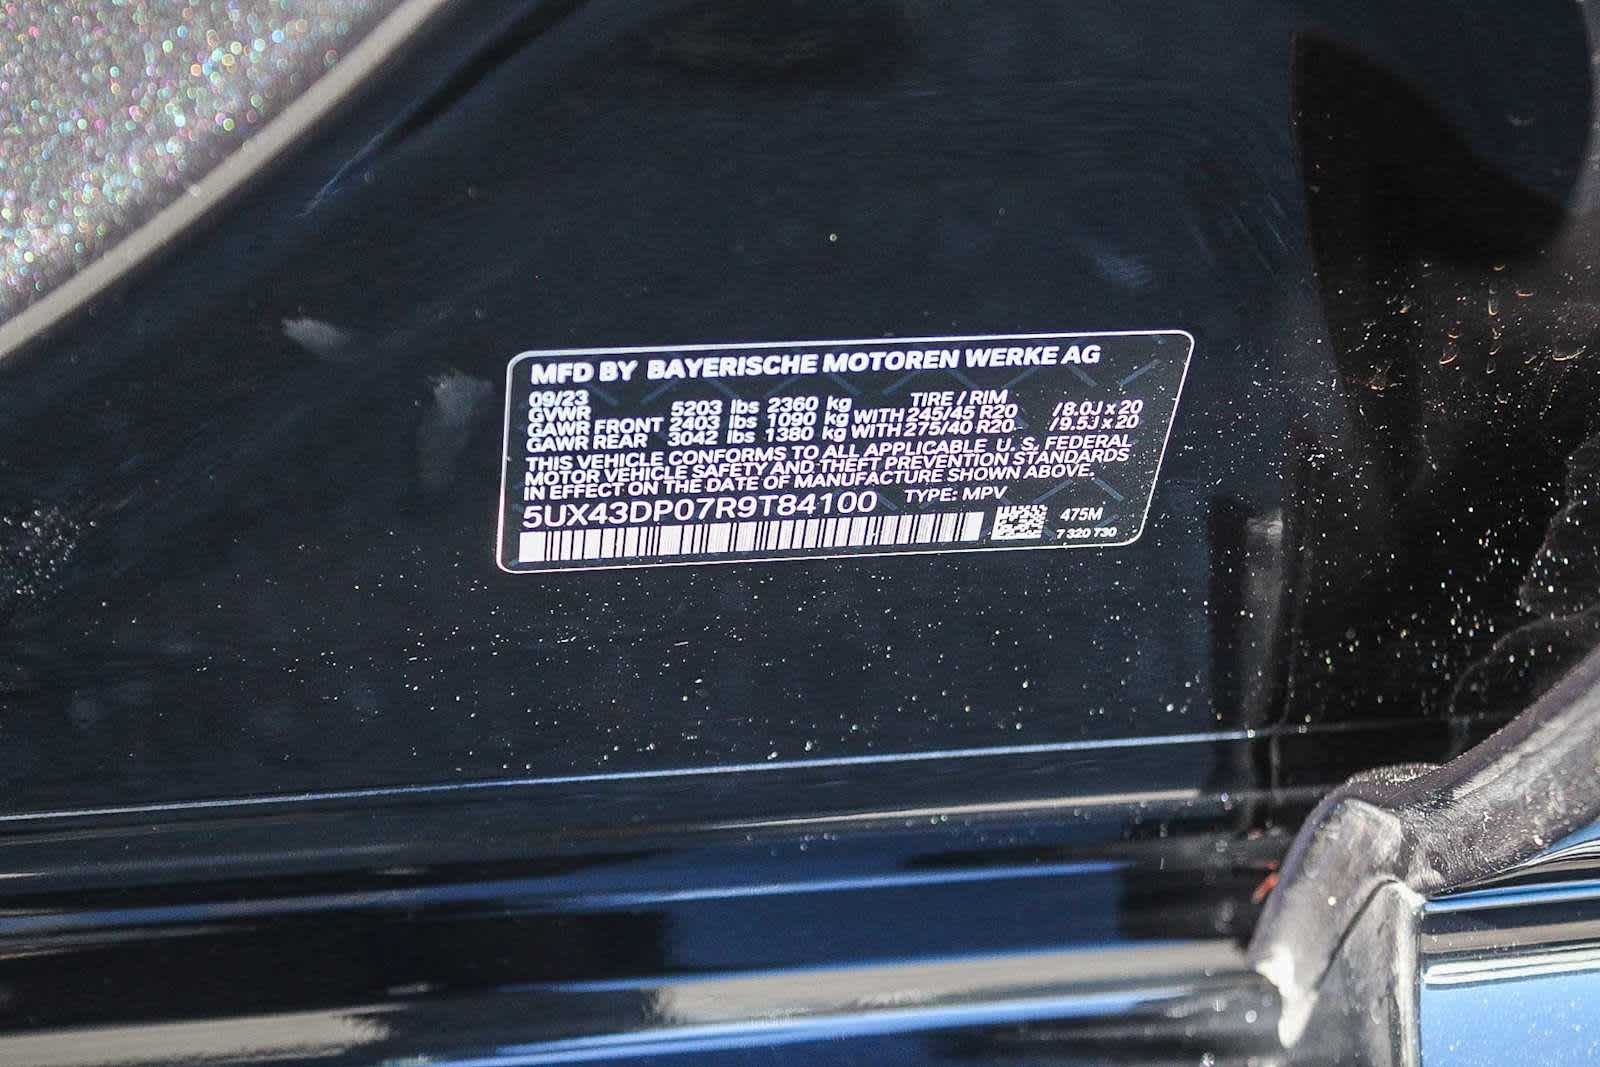 MFD BY BAYERISCHE MOTOREN WERKE AG
09/23 TIRE / RIM
GVWR 5203 lbs 2360 kg
GAWR FRONT 2403 lbs 1090 kg WITH 245/45 R20 /8.0J x 20
GAWR REAR 3042 lbs 1380 kg WITH 275/40 R20 /9.5J x 20
THIS VEHICLE CONFORMS TO ALL APPLICABLE U. S. FEDERAL
MOTOR VEHICLE SAFETY AND THEFT PREVENTION STANDARDS
IN EFFECT ON THE DATE OF MANUFACTURE SHOWN ABOVE.
5UX43DP07R9T84100 TYPE: MPV
475M
7 320 730